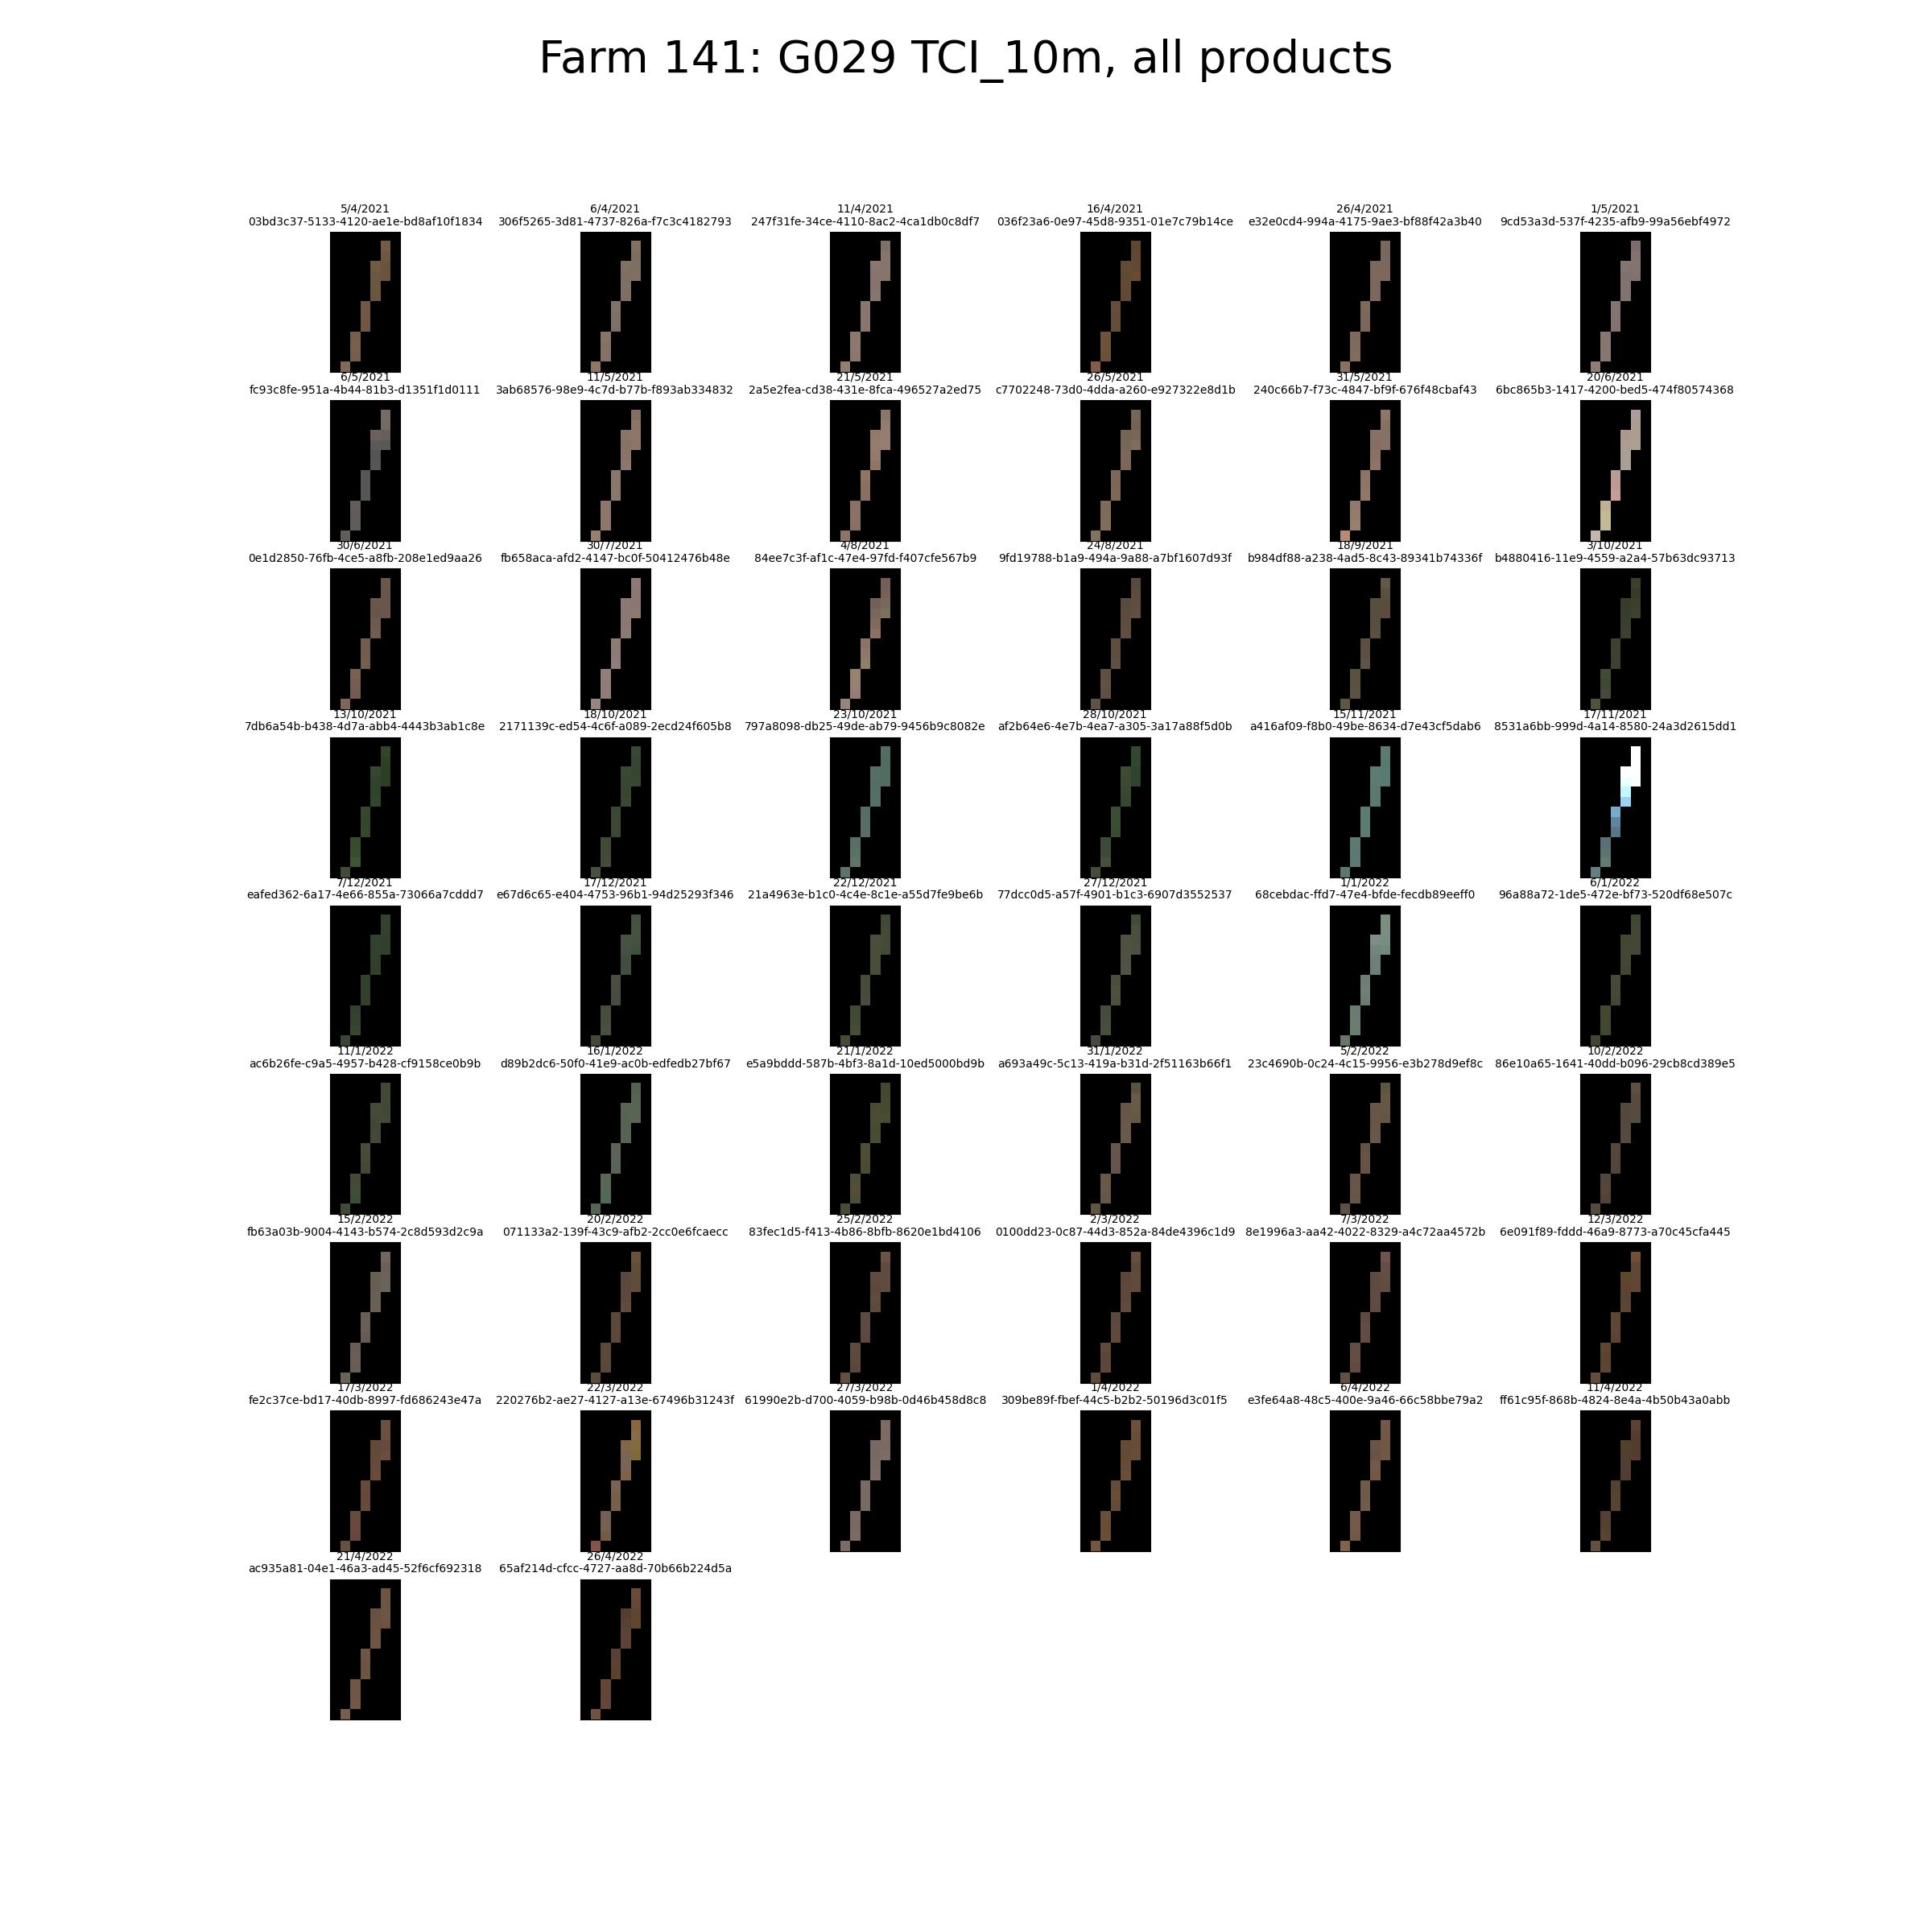 Farm 141: G029 TCI_10m, all products
5/4/2021 6/4/2021 11/4/2021 16/4/2021 26/4/2021 1/5/2021
03bd3c37-5133-4120-ae1e-bd8af10f1834 306f5265-3d81-4737-826a-f7c3c4182793 247f31fe-34ce-4110-8ac2-4ca1db0c8df7 036f23a6-0e97-45d8-9351-01e7c79b14ce e32e0cd4-994a-4175-9ae3-bf88f42a3b40 9cd53a3d-537f-4235-afb9-99a56ebf4972
6/5/2021 11/5/2021 21/5/2021 26/5/2021 31/5/2021 20/6/2021
fc93c8fe-951a-4b44-81b3-d1351f1d0111 3ab68576-98e9-4c7d-b77b-f893ab334832 2a5e2fea-cd38-431e-8fca-496527a2ed75 c7702248-73d0-4dda-a260-e927322e8d1b 240c66b7-f73c-4847-bf9f-676f48cbaf43 6bc865b3-1417-4200-bed5-474f80574368
30/6/2021 30/7/2021 4/8/2021 24/8/2021 18/9/2021 3/10/2021
0e1d2850-76fb-4ce5-a8fb-208e1ed9aa26 fb658aca-afd2-4147-bc0f-50412476b48e 84ee7c3f-af1c-47e4-97fd-f407cfe567b9 9fd19788-b1a9-494a-9a88-a7bf1607d93f b984df88-a238-4ad5-8c43-89341b74336f b4880416-11e9-4559-a2a4-57b63dc93713
13/10/2021 18/10/2021 23/10/2021 28/10/2021 15/11/2021 17/11/2021
7db6a54b-b438-4d7a-abb4-4443b3ab1c8e 2171139c-ed54-4c6f-a089-2ecd24f605b8 797a8098-db25-49de-ab79-9456b9c8082e af2b64e6-4e7b-4ea7-a305-3a17a88f5d0b a416af09-f8b0-49be-8634-d7e43cf5dab6 8531a6bb-999d-4a14-8580-24a3d2615dd1
7/12/2021 17/12/2021 22/12/2021 27/12/2021 1/1/2022 6/1/2022
eafed362-6a17-4e66-855a-73066a7cddd7 e67d6c65-e404-4753-96b1-94d25293f346 21a4963e-b1c0-4c4e-8c1e-a55d7fe9be6b 77dcc0d5-a57f-4901-b1c3-6907d3552537 68cebdac-ffd7-47e4-bfde-fecdb89eeff0 96a88a72-1de5-472e-bf73-520df68e507c
11/1/2022 16/1/2022 21/1/2022 31/1/2022 5/2/2022 10/2/2022
ac6b26fe-c9a5-4957-b428-cf9158ce0b9b d89b2dc6-50f0-41e9-ac0b-edfedb27bf67 e5a9bddd-587b-4bf3-8a1d-10ed5000bd9b a693a49c-5c13-419a-b31d-2f51163b66f1 23c4690b-0c24-4c15-9956-e3b278d9ef8c 86e10a65-1641-40dd-b096-29cb8cd389e5
15/2/2022 20/2/2022 25/2/2022 2/3/2022 7/3/2022 12/3/2022
fb63a03b-9004-4143-b574-2c8d593d2c9a 071133a2-139f-43c9-afb2-2cc0e6fcaecc 83fec1d5-f413-4b86-8bfb-8620e1bd4106 0100dd23-0c87-44d3-852a-84de4396c1d9 8e1996a3-aa42-4022-8329-a4c72aa4572b 6e091f89-fddd-46a9-8773-a70c45cfa445
17/3/2022 22/3/2022 27/3/2022 1/4/2022 6/4/2022 11/4/2022
fe2c37ce-bd17-40db-8997-fd686243e47a 220276b2-ae27-4127-a13e-67496b31243f 61990e2b-d700-4059-b98b-0d46b458d8c8 309be89f-fbef-44c5-b2b2-50196d3c01f5 e3fe64a8-48c5-400e-9a46-66c58bbe79a2 ff61c95f-868b-4824-8e4a-4b50b43a0abb
21/4/2022 26/4/2022
ac935a81-04e1-46a3-ad45-52f6cf692318 65af214d-cfcc-4727-aa8d-70b66b224d5a